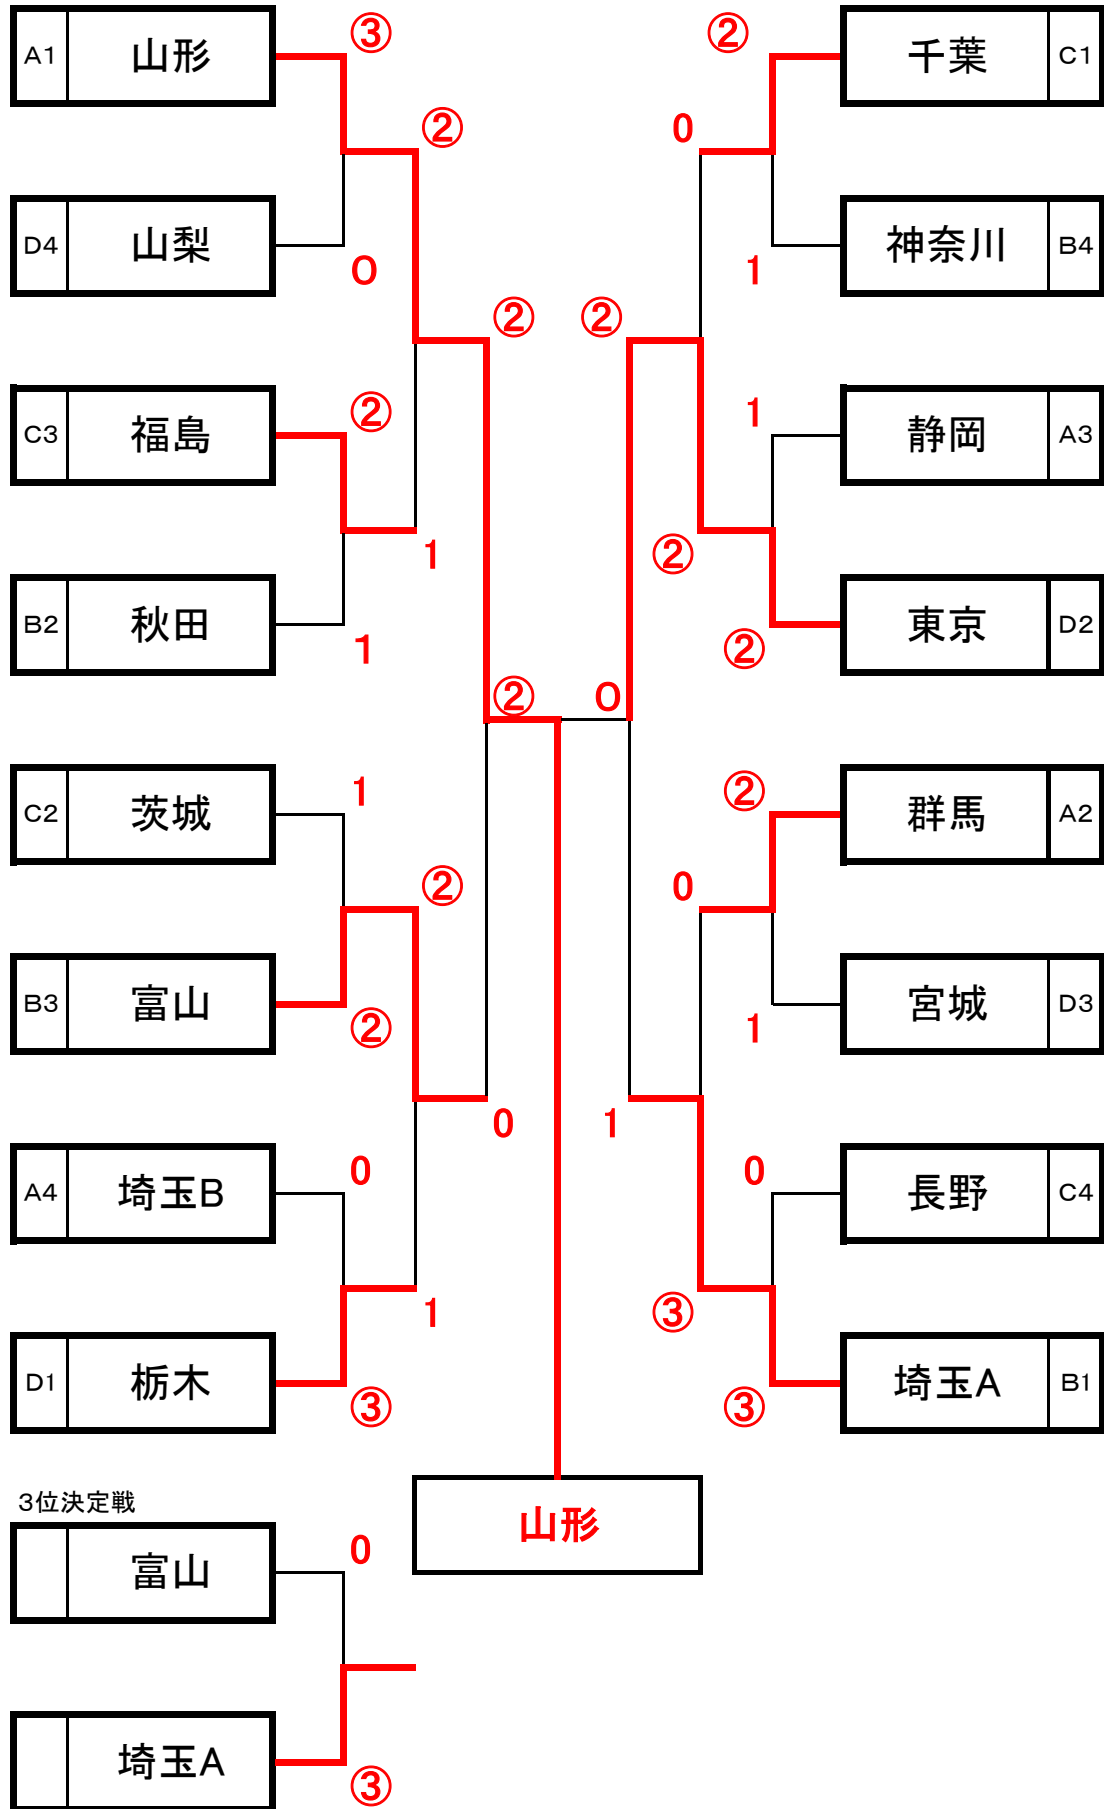 A1 山形 ③ ② 千葉 C1
② 0
D4 山梨 0 1 神奈川 B4
② ②
C3 福島 ② 1 静岡 A3
1 ②
B2 秋田 1 ② 東京 D2
② 0
C2 茨城 1 ② 群馬 A2
② 0
B3 富山 ② 1 宮城 D3
0 1
A4 埼玉B 0 0 長野 C4
1 ③
D1 栃木 ③ ③ 埼玉A B1
3位決定戦
山形
富山 0
埼玉A ③